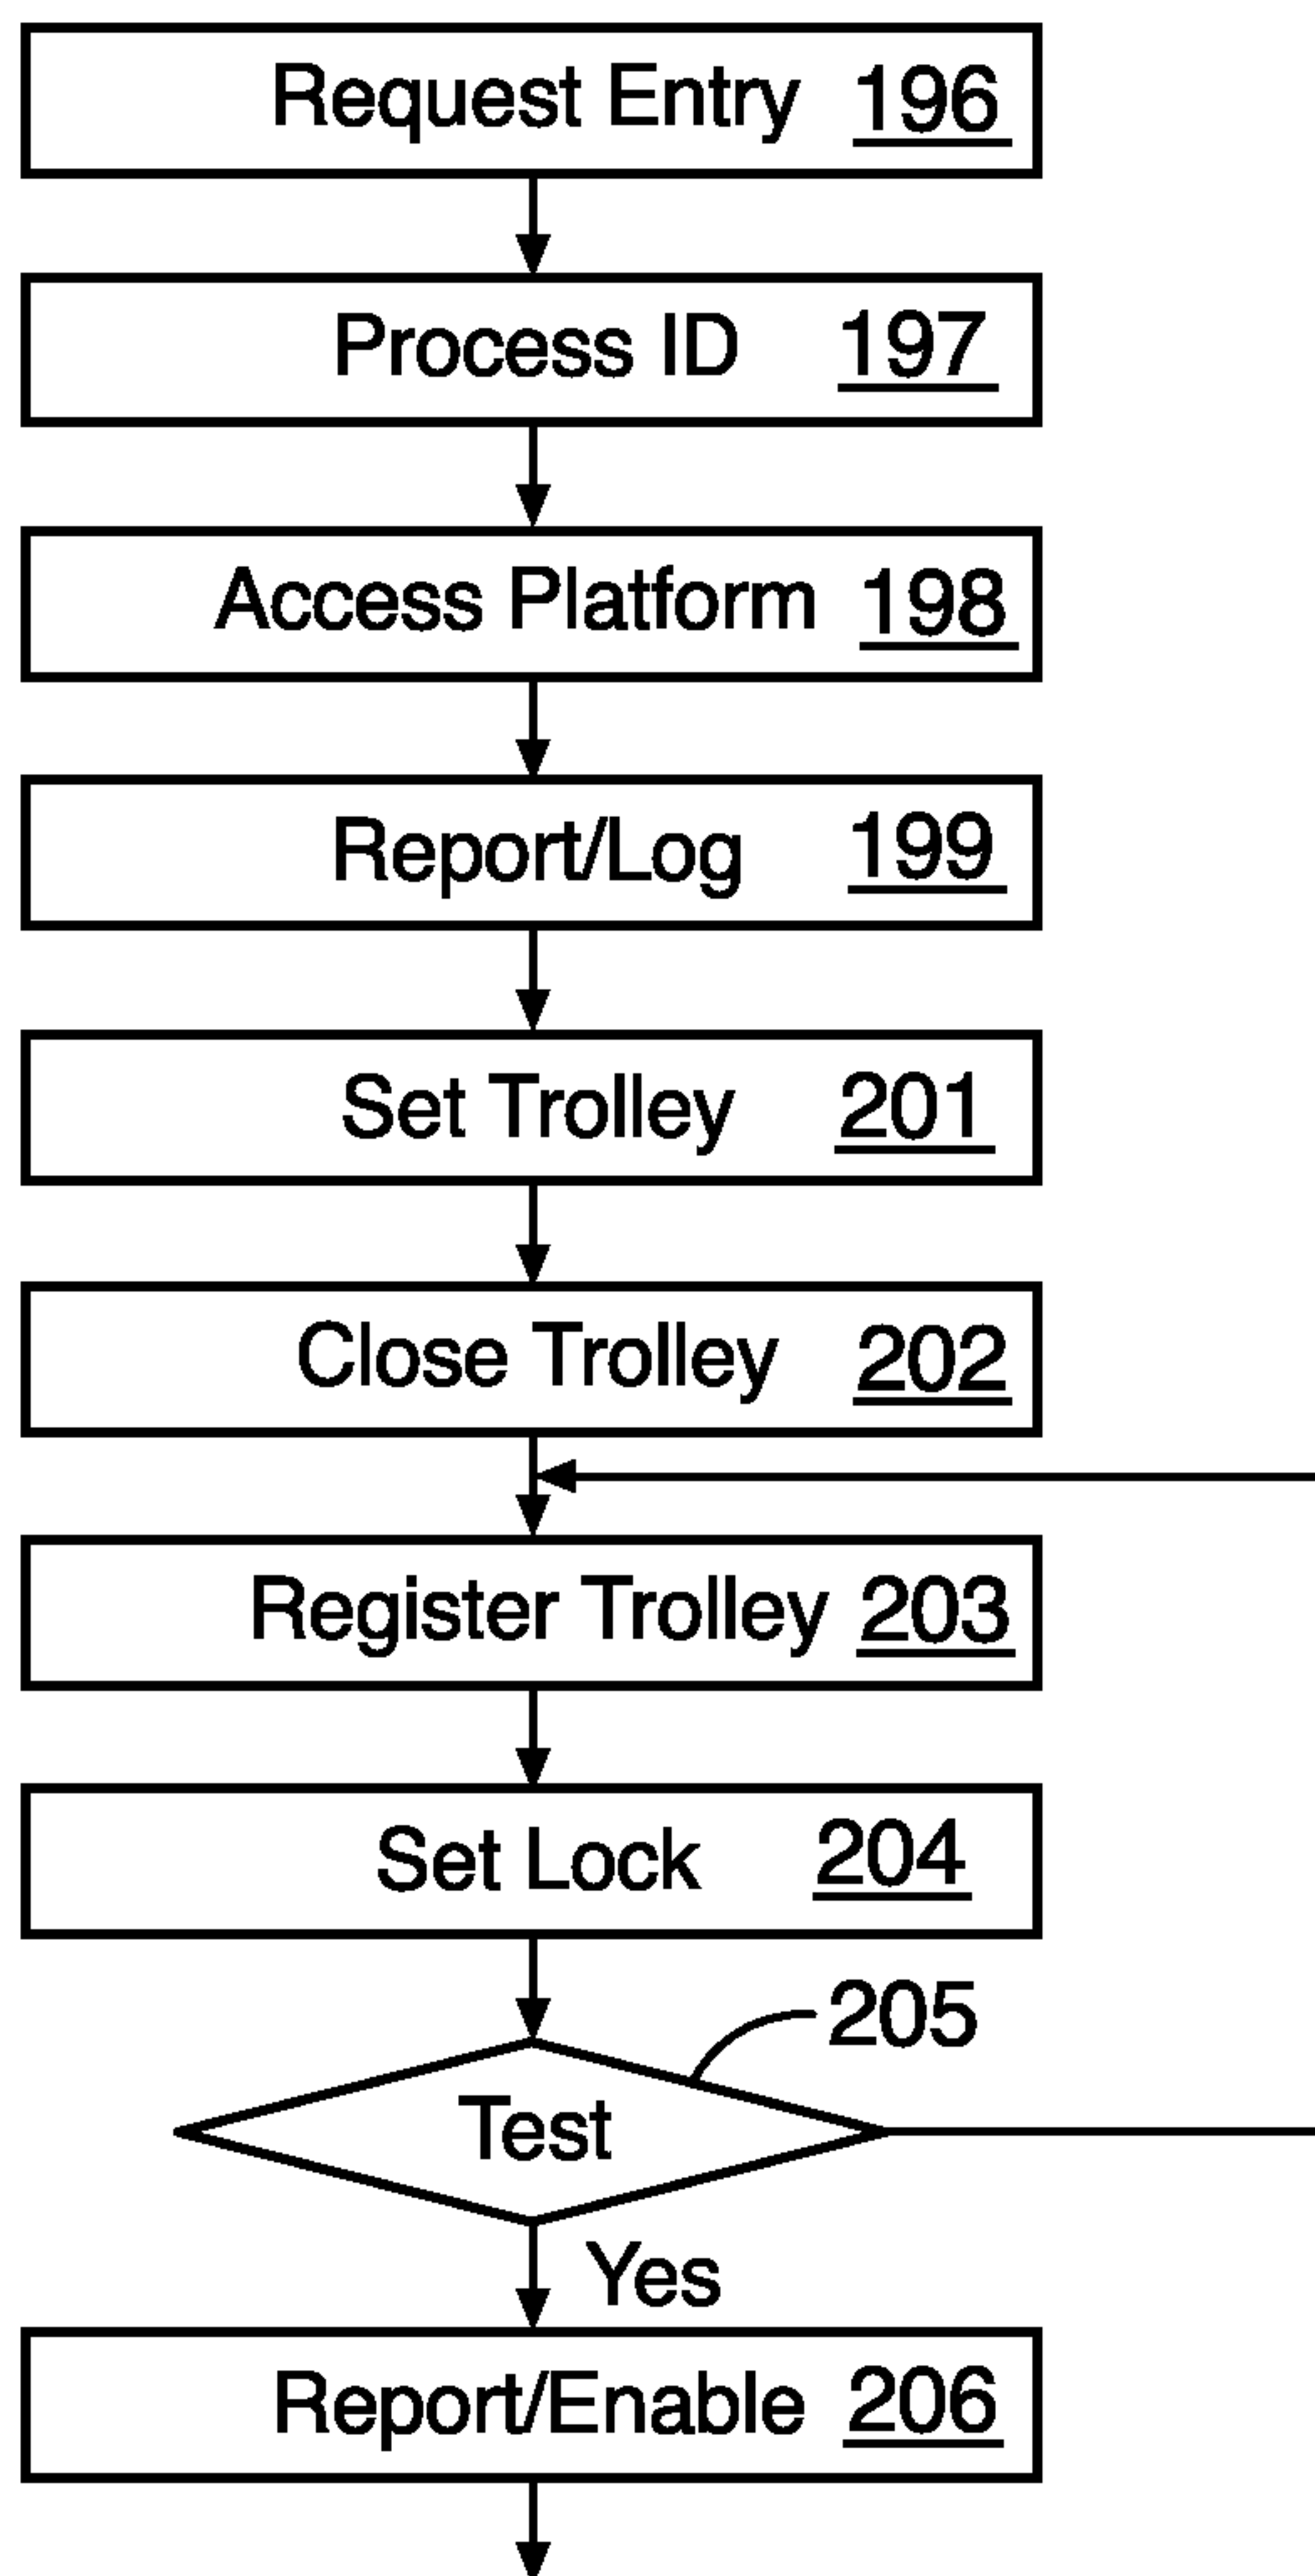 Request Entry 196
Process ID 197
Access Platform 198
Report/Log 199
Set Trolley 201
Close Trolley 202
Register Trolley 203
Set Lock 204
205
Test
Yes
Report/Enable 206